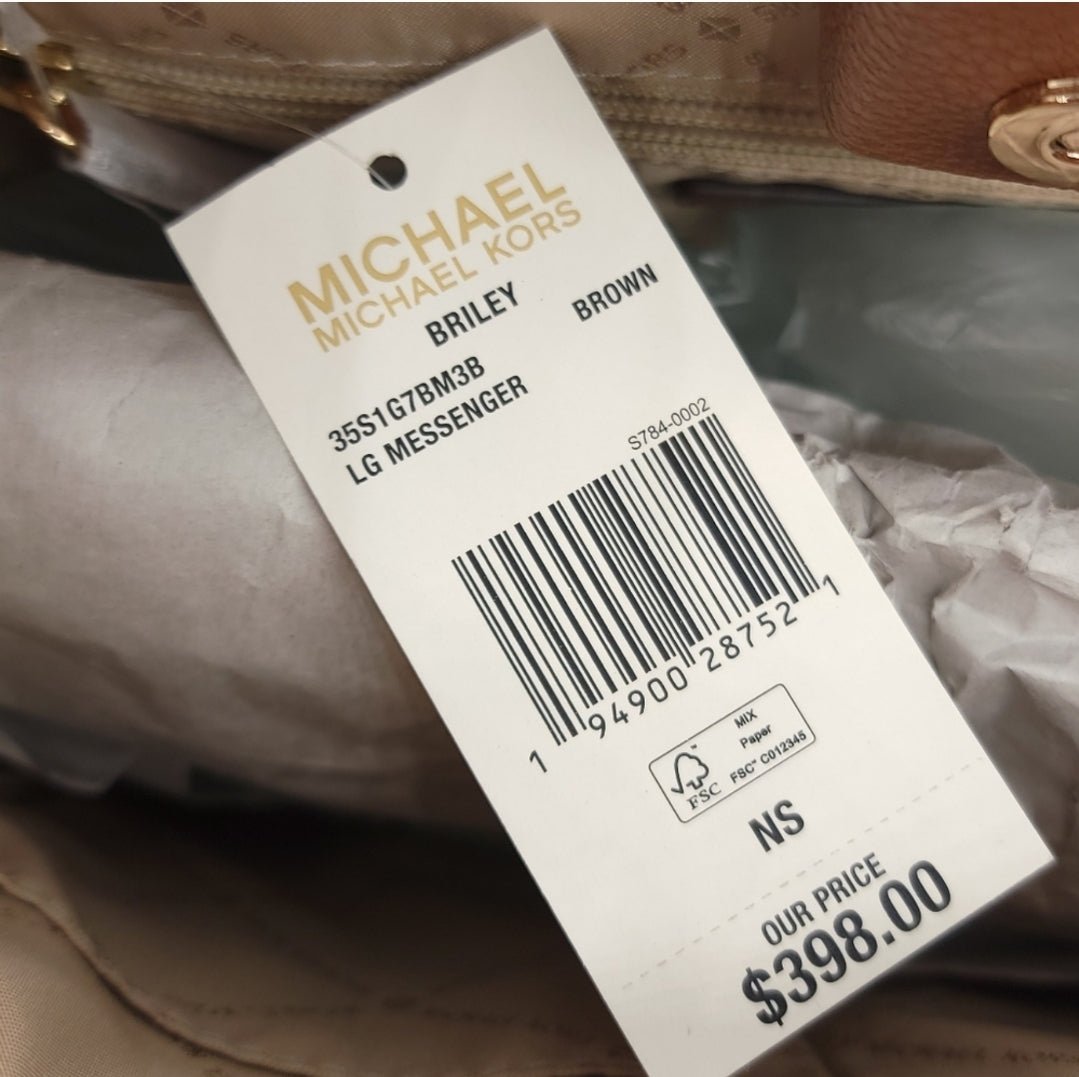 MICHAEL
MICHAEL KORS
BRILEY BROWN
35S1G7BM3B
LG MESSENGER
S784-0002
1 94900 28752 1
FSC
MIX
Paper
FSC™ C012345
NS
OUR PRICE
$398.00